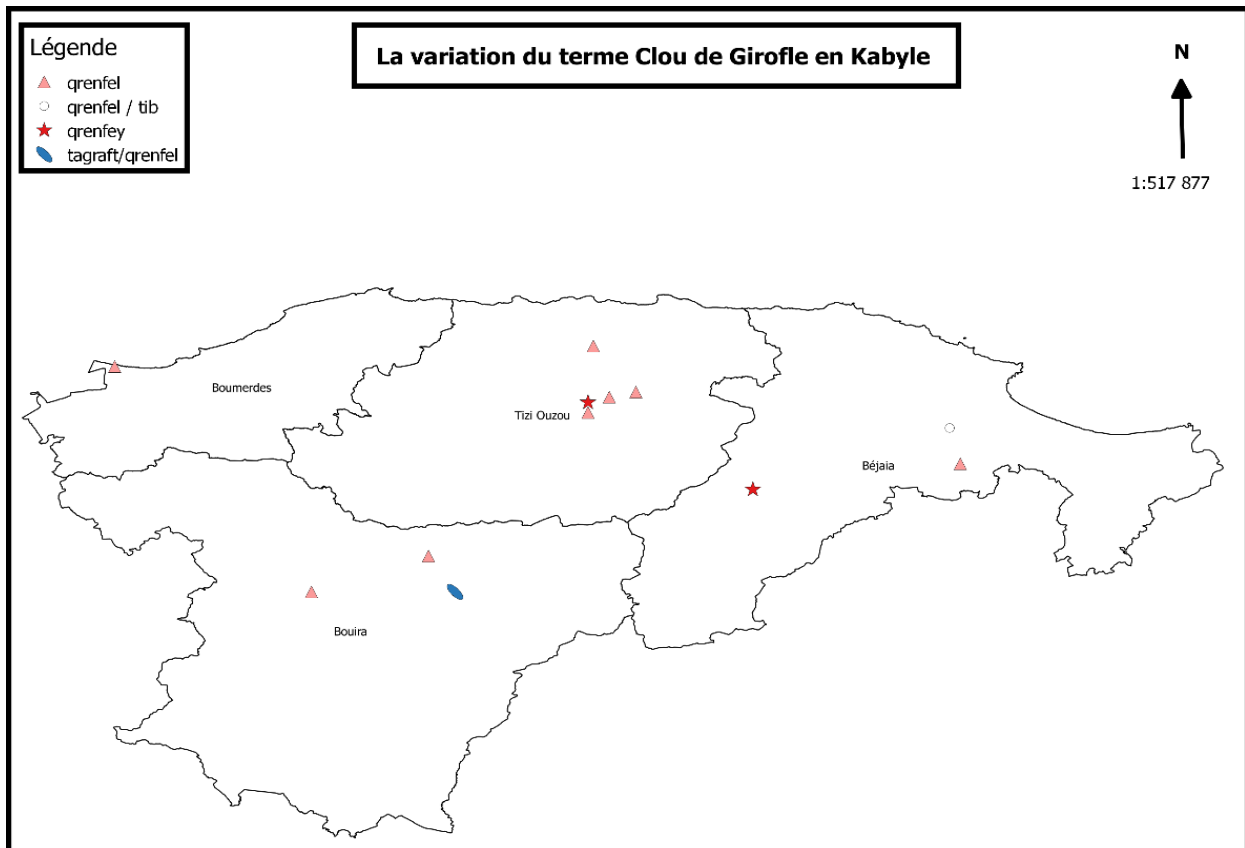 Légende
qrenfel
qrenfel / tib
qrenfey
tagraft/qrenfel
La variation du terme Clou de Girofle en Kabyle
N
1:517 877
Boumerdes
Tizi Ouzou
Béjaia
Bouira